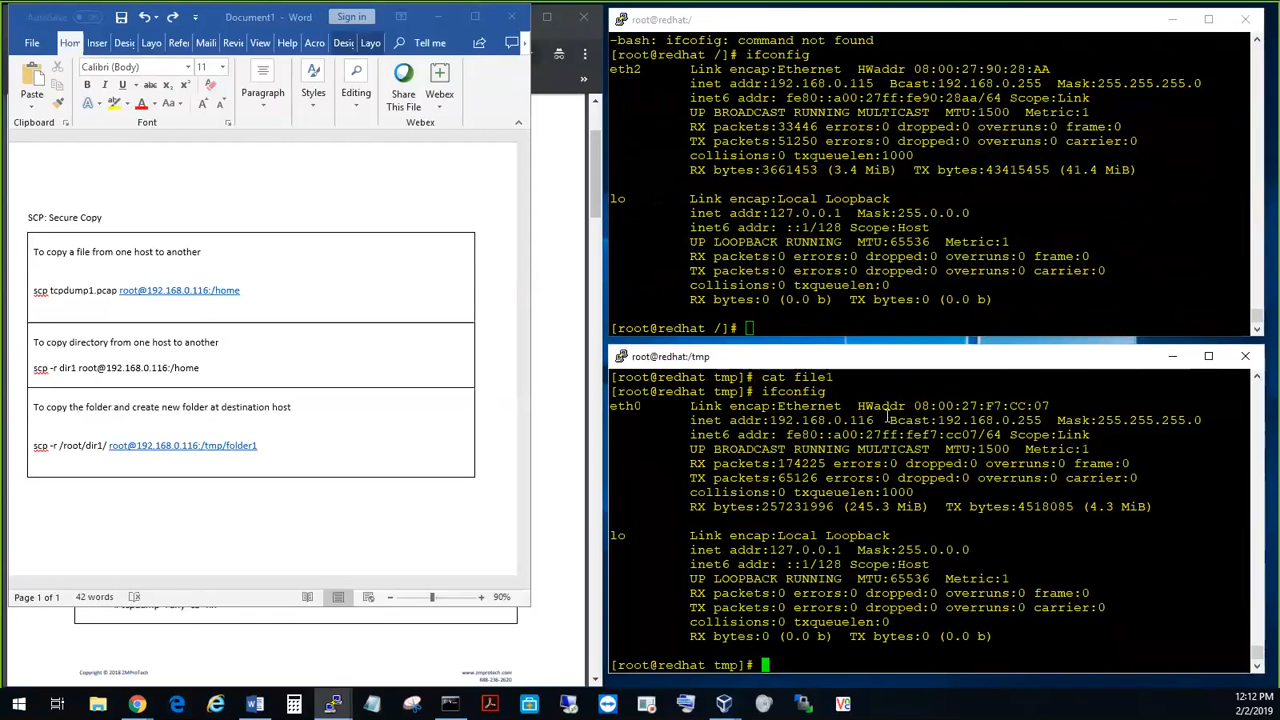 Document1 - Word
Sign in
File
Hom
Inser
Draw
Desi
Layo
Refer
Maili
Revie
View
Help
Acro
Desi
Layo
Tell me
Calibri (Body)
11
Paste
Paragraph
Styles
Editing
Share
This File
Webex
Clipboard
Font
Webex
SCP: Secure Copy
To copy a file from one host to another
scp tcpdump1.pcap root@192.168.0.116:/home
To copy directory from one host to another
scp -r dir1 root@192.168.0.116:/home
To copy the folder and create new folder at destination host
scp -r /root/dir1/ root@192.168.0.116:/tmp/folder1
Page 1 of 1
42 words
90%
Copyright © 2018 ZMProTech
www.zmprotech.com
888-236-2620
root@redhat:/
-bash: ifcofig: command not found
[root@redhat /]# ifconfig
eth2 Link encap:Ethernet HWaddr 08:00:27:90:28:AA
inet addr:192.168.0.115 Bcast:192.168.0.255 Mask:255.255.255.0
inet6 addr: fe80::a00:27ff:fe90:28aa/64 Scope:Link
UP BROADCAST RUNNING MULTICAST MTU:1500 Metric:1
RX packets:33446 errors:0 dropped:0 overruns:0 frame:0
TX packets:51250 errors:0 dropped:0 overruns:0 carrier:0
collisions:0 txqueuelen:1000
RX bytes:3661453 (3.4 MiB) TX bytes:43415455 (41.4 MiB)
lo Link encap:Local Loopback
inet addr:127.0.0.1 Mask:255.0.0.0
inet6 addr: ::1/128 Scope:Host
UP LOOPBACK RUNNING MTU:65536 Metric:1
RX packets:0 errors:0 dropped:0 overruns:0 frame:0
TX packets:0 errors:0 dropped:0 overruns:0 carrier:0
collisions:0 txqueuelen:0
RX bytes:0 (0.0 b) TX bytes:0 (0.0 b)
[root@redhat /]#
root@redhat:/tmp
[root@redhat tmp]# cat file1
[root@redhat tmp]# ifconfig
eth0 Link encap:Ethernet HWaddr 08:00:27:F7:CC:07
inet addr:192.168.0.116 Bcast:192.168.0.255 Mask:255.255.255.0
inet6 addr: fe80::a00:27ff:fef7:cc07/64 Scope:Link
UP BROADCAST RUNNING MULTICAST MTU:1500 Metric:1
RX packets:174225 errors:0 dropped:0 overruns:0 frame:0
TX packets:65126 errors:0 dropped:0 overruns:0 carrier:0
collisions:0 txqueuelen:1000
RX bytes:257231996 (245.3 MiB) TX bytes:4518085 (4.3 MiB)
lo Link encap:Local Loopback
inet addr:127.0.0.1 Mask:255.0.0.0
inet6 addr: ::1/128 Scope:Host
UP LOOPBACK RUNNING MTU:65536 Metric:1
RX packets:0 errors:0 dropped:0 overruns:0 frame:0
TX packets:0 errors:0 dropped:0 overruns:0 carrier:0
collisions:0 txqueuelen:0
RX bytes:0 (0.0 b) TX bytes:0 (0.0 b)
[root@redhat tmp]#
12:12 PM
2/2/2019